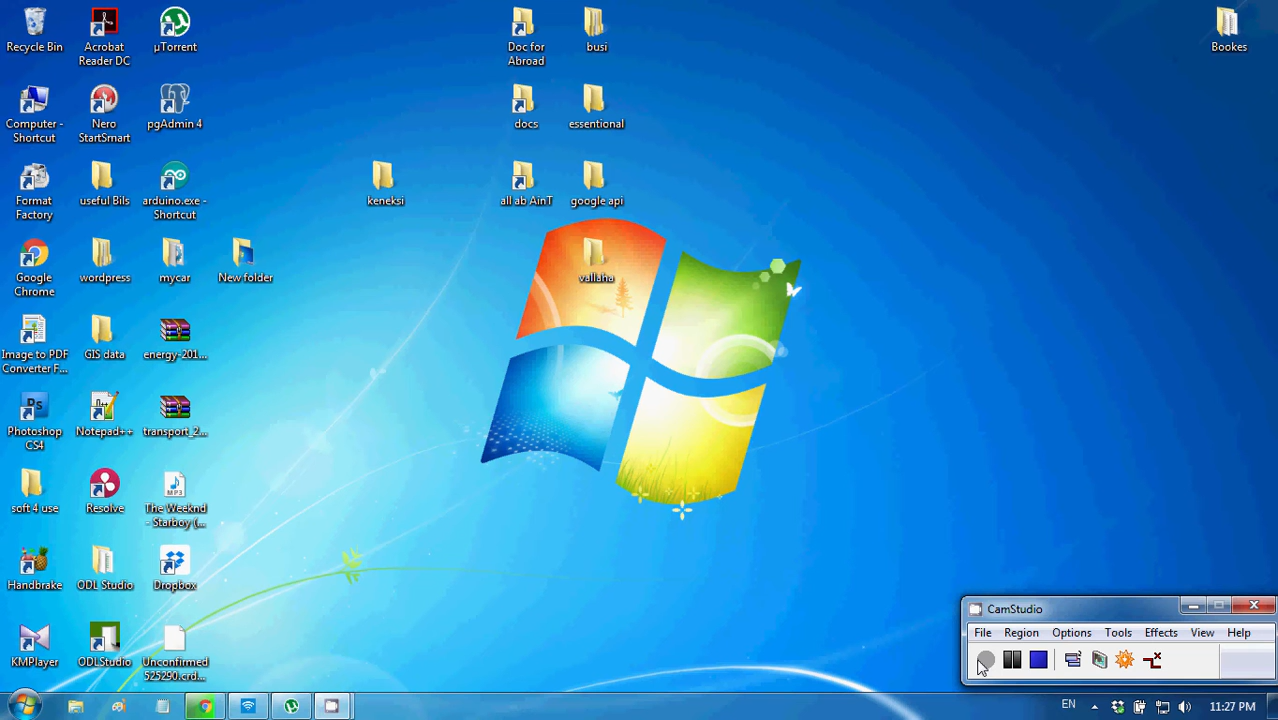 Recycle Bin
Acrobat
Reader DC
µTorrent
Doc for
Abroad
busi
Bookes
Computer -
Shortcut
Nero
StartSmart
pgAdmin 4
docs
essentional
Format
Factory
useful Bils
arduino.exe -
Shortcut
keneksi
all ab AinT
google api
Google
Chrome
wordpress
mycar
New folder
vallaha
Image to PDF
Converter F...
GIS data
energy-201...
Photoshop
CS4
Notepad++
transport_2...
soft 4 use
Resolve
The Weeknd
- Starboy (...
Handbrake
ODL Studio
Dropbox
KMPlayer
ODLStudio
Unconfirmed
525290.crd...
CamStudio
File Region Options Tools Effects View Help
EN
11:27 PM